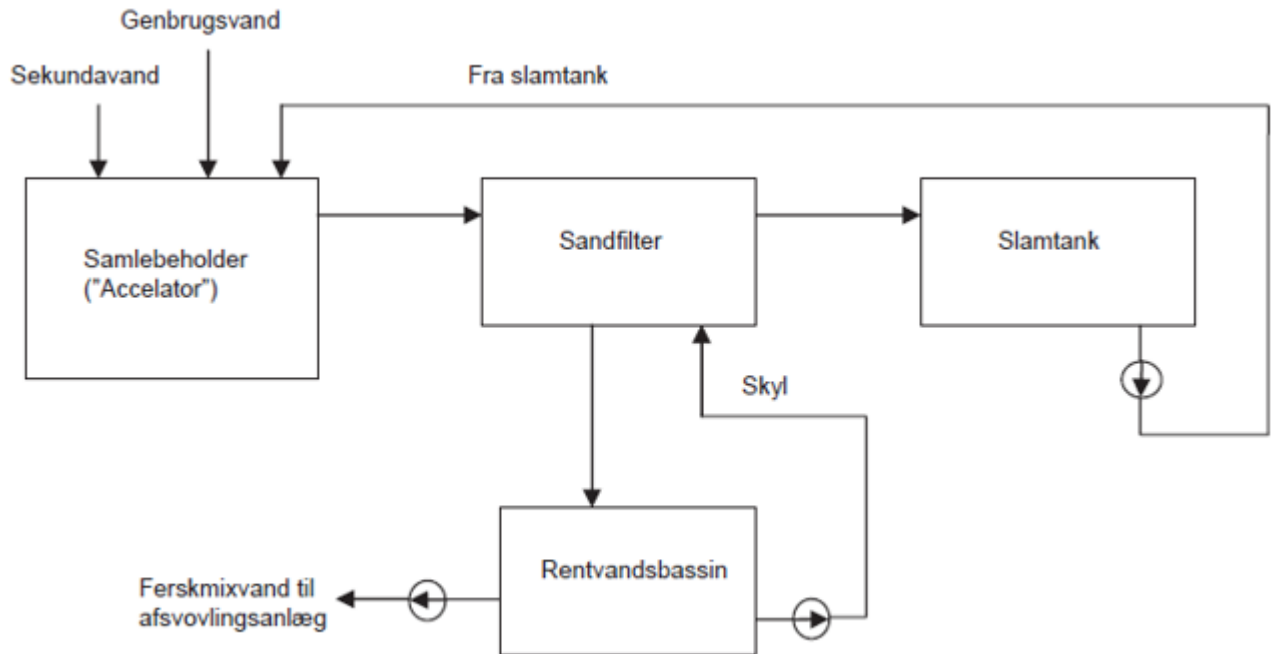 Genbrugsvand
Sekundavand
Fra slamtank
Samlebeholder
("Accelator")
Sandfilter
Slamtank
Skyl
Rentvandsbassin
Ferskmixvand til
afsvovlingsanlæg